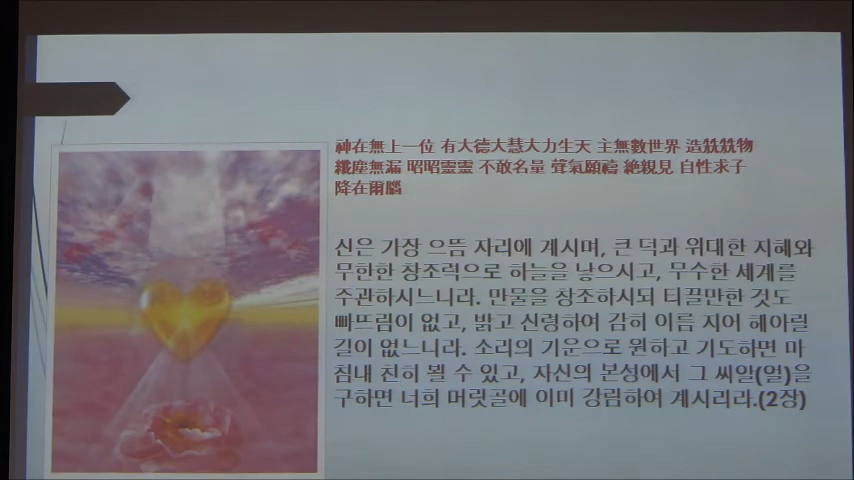 神在無上一位 有大德大慧大力生天 主無數世界 造兟兟物
纖塵無漏 昭昭靈靈 不敢名量 聲氣願禱 絶親見 自性求子
降在爾腦
신은 가장 으뜸 자리에 계시며, 큰 덕과 위대한 지혜와
무한한 창조력으로 하늘을 낳으시고, 무수한 세계를
주관하시느니라. 만물을 창조하시되 티끌만한 것도
빠뜨림이 없고, 밝고 신령하여 감히 이름 지어 헤아릴
길이 없느니라. 소리의 기운으로 원하고 기도하면 마
침내 친히 뵐 수 있고, 자신의 본성에서 그 씨알(얼)을
구하면 너희 머릿골에 이미 강림하여 계시리라.(2장)